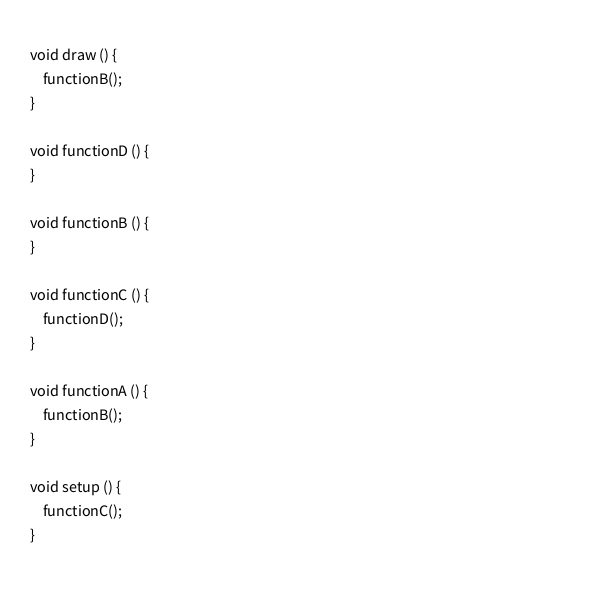 void draw () {
    functionB();
}

void functionD () {
}

void functionB () {
}

void functionC () {
    functionD();
}

void functionA () {
    functionB();
}

void setup () {
    functionC();
}